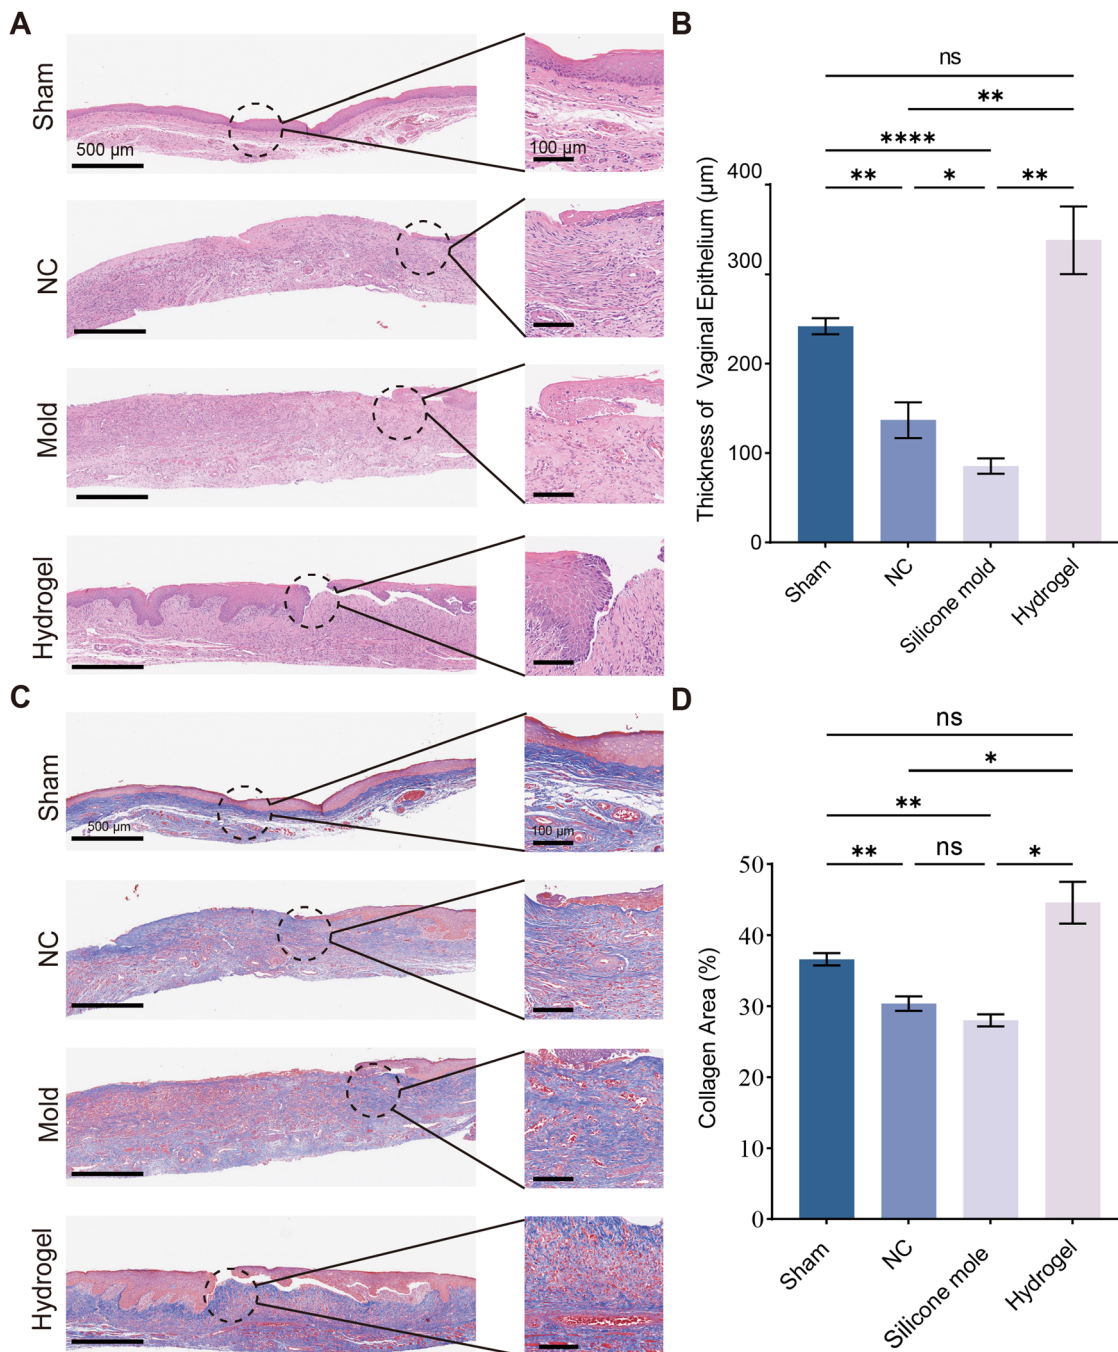 A
Sham
500 µm
100 µm
NC
Mold
Hydrogel
B
ns
**
****
** * **
Thickness of Vaginal Epithelium (µm)
400
300
200
100
0
Sham
NC
Silicone mold
Hydrogel
C
Sham
500 µm
100 µm
NC
Mold
Hydrogel
D
ns
*
**
** ns *
Collagen Area (%)
50
40
30
20
10
0
Sham
NC
Silicone mole
Hydrogel